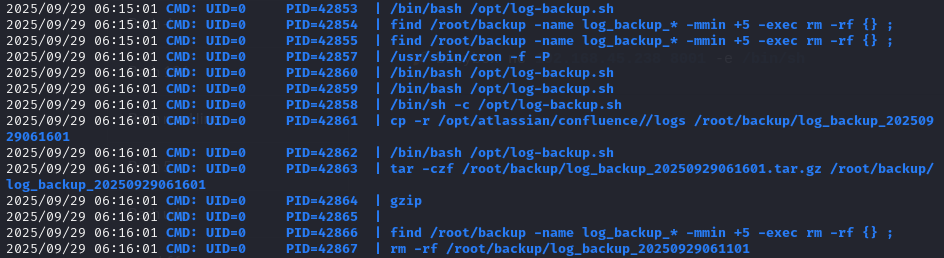 2025/09/29 06:15:01 CMD: UID=0     PID=42853  | /bin/bash /opt/log-backup.sh
2025/09/29 06:15:01 CMD: UID=0     PID=42854  | find /root/backup -name log_backup_* -mmin +5 -exec rm -rf {} ;
2025/09/29 06:15:01 CMD: UID=0     PID=42855  | find /root/backup -name log_backup_* -mmin +5 -exec rm -rf {} ;
2025/09/29 06:16:01 CMD: UID=0     PID=42857  | /usr/sbin/cron -f -P
2025/09/29 06:16:01 CMD: UID=0     PID=42860  | /bin/bash /opt/log-backup.sh
2025/09/29 06:16:01 CMD: UID=0     PID=42859  | /bin/bash /opt/log-backup.sh
2025/09/29 06:16:01 CMD: UID=0     PID=42858  | /bin/sh -c /opt/log-backup.sh
2025/09/29 06:16:01 CMD: UID=0     PID=42861  | cp -r /opt/atlassian/confluence//logs /root/backup/log_backup_202509
29061601
2025/09/29 06:16:01 CMD: UID=0     PID=42862  | /bin/bash /opt/log-backup.sh
2025/09/29 06:16:01 CMD: UID=0     PID=42863  | tar -czf /root/backup/log_backup_20250929061601.tar.gz /root/backup/
log_backup_20250929061601
2025/09/29 06:16:01 CMD: UID=0     PID=42864  | gzip
2025/09/29 06:16:01 CMD: UID=0     PID=42865  |
2025/09/29 06:16:01 CMD: UID=0     PID=42866  | find /root/backup -name log_backup_* -mmin +5 -exec rm -rf {} ;
2025/09/29 06:16:01 CMD: UID=0     PID=42867  | rm -rf /root/backup/log_backup_20250929061101